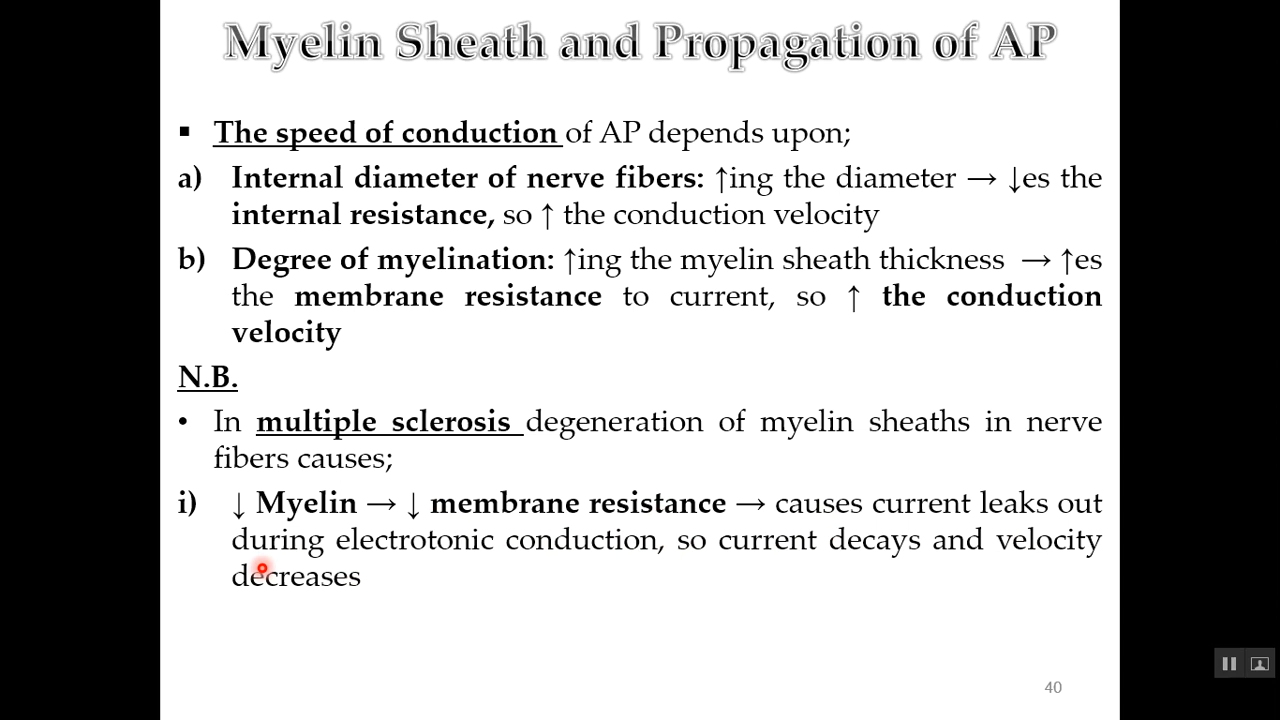 Myelin Sheath and Propagation of AP
▪ The speed of conduction of AP depends upon;
a) Internal diameter of nerve fibers: ↑ing the diameter → ↓es the
internal resistance, so ↑ the conduction velocity
b) Degree of myelination: ↑ing the myelin sheath thickness → ↑es
the membrane resistance to current, so ↑ the conduction
velocity
N.B.
• In multiple sclerosis degeneration of myelin sheaths in nerve
fibers causes;
i) ↓ Myelin → ↓ membrane resistance → causes current leaks out
during electrotonic conduction, so current decays and velocity
decreases
40